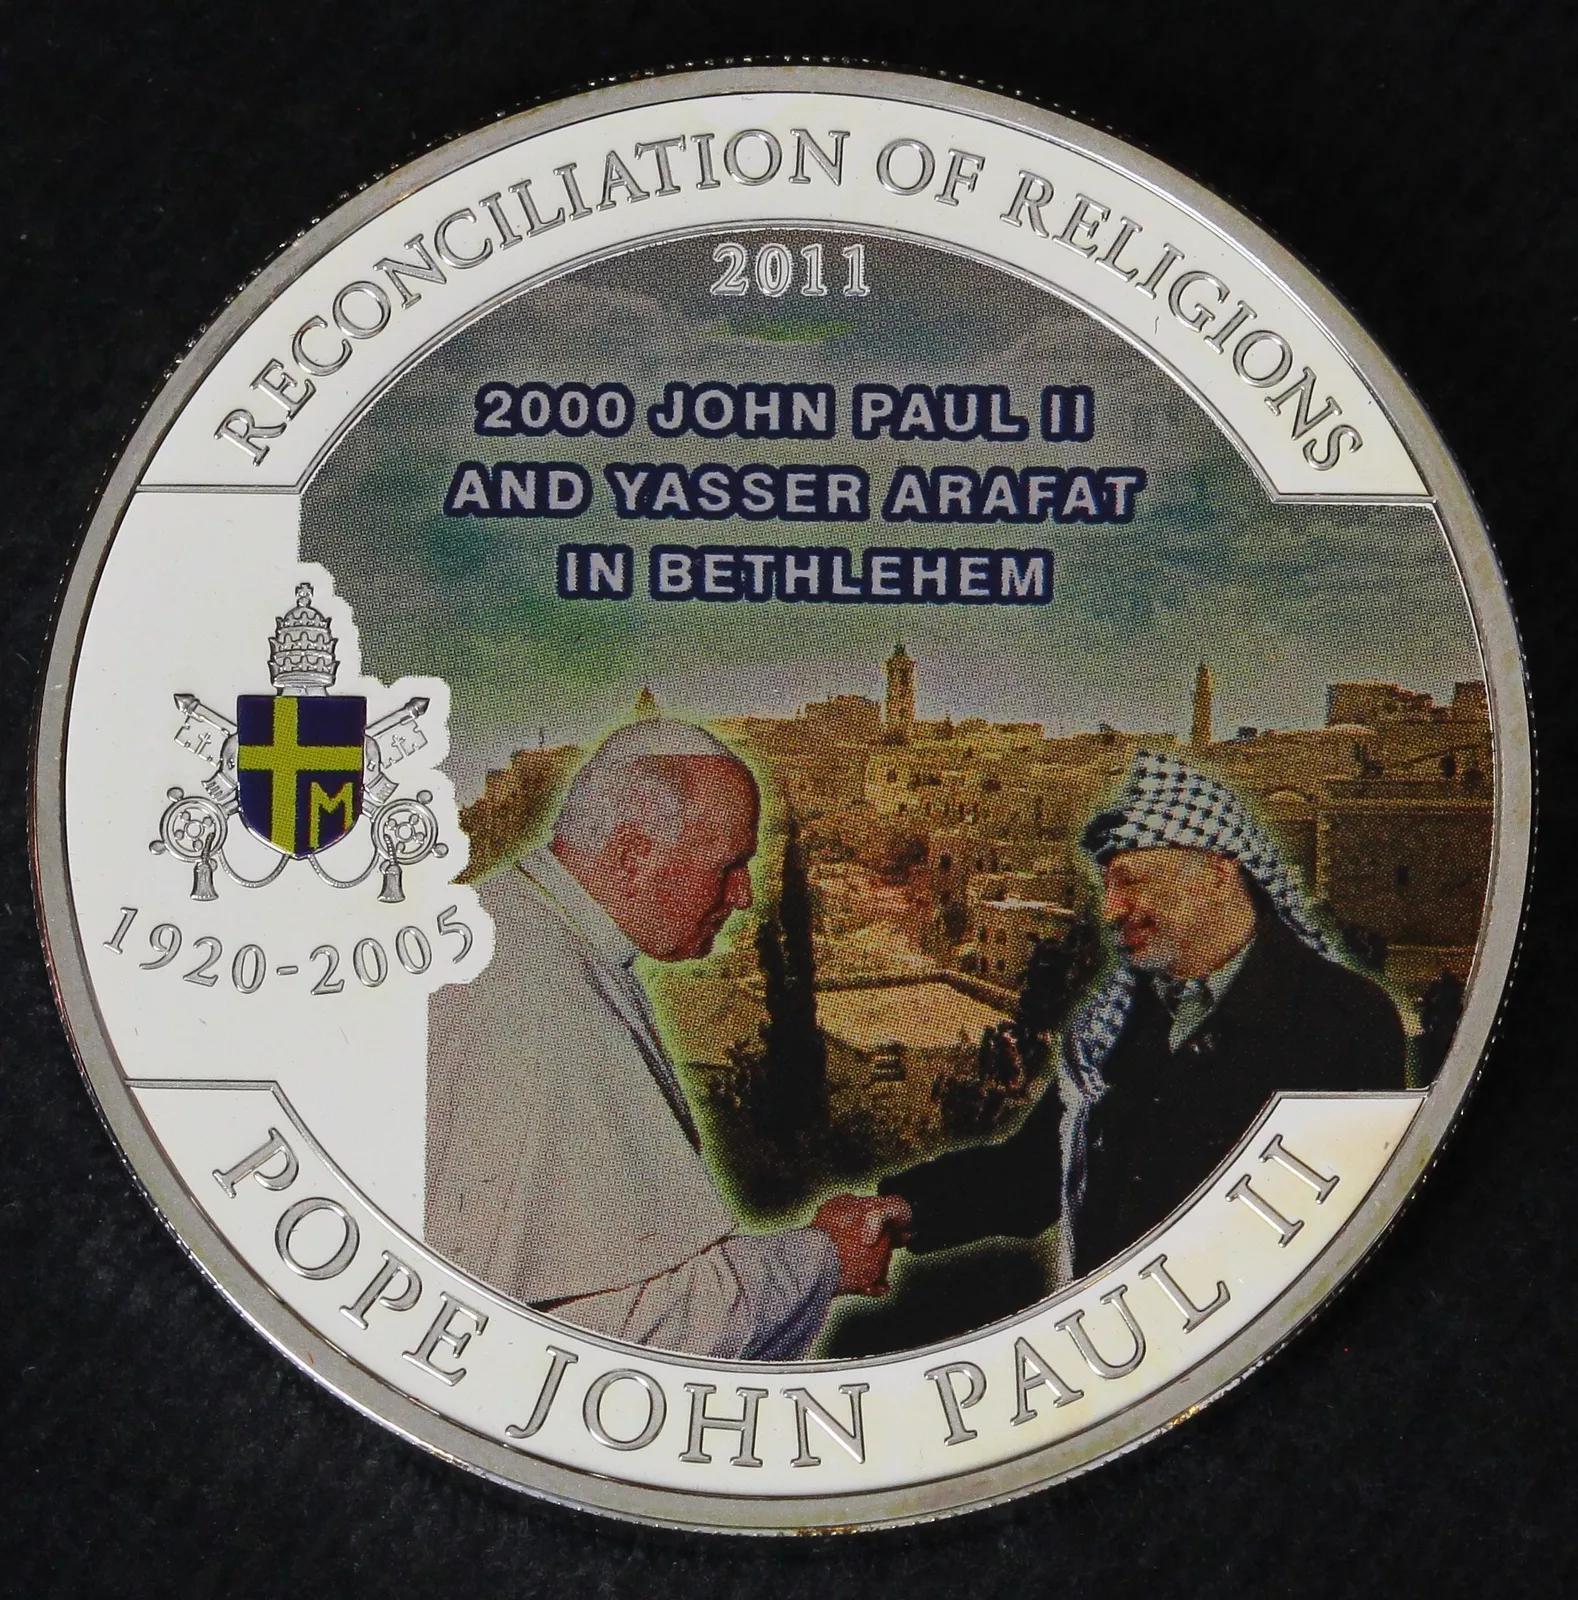 RECONCILIATION OF RELIGIONS
2011
2000 JOHN PAUL II
AND YASSER ARAFAT
IN BETHLEHEM
M
1920-2005
POPE JOHN PAUL II